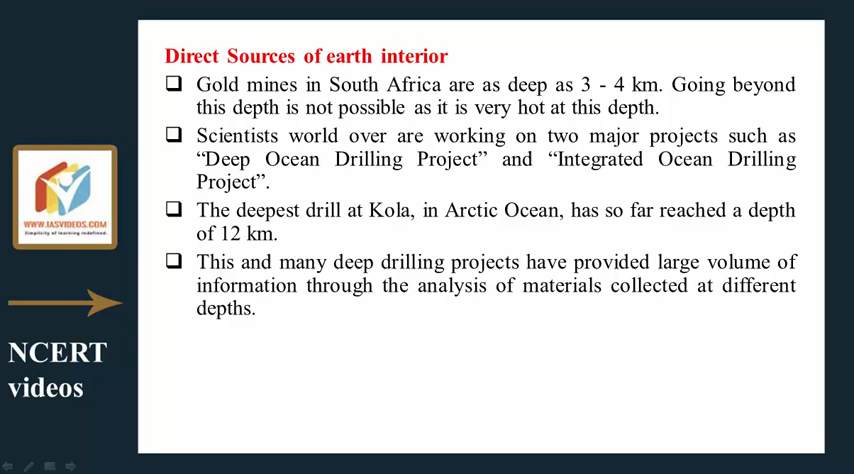 Direct Sources of earth interior
Gold mines in South Africa are as deep as 3 - 4 km. Going beyond
this depth is not possible as it is very hot at this depth.
Scientists world over are working on two major projects such as
“Deep Ocean Drilling Project” and “Integrated Ocean Drilling
Project”.
The deepest drill at Kola, in Arctic Ocean, has so far reached a depth
of 12 km.
This and many deep drilling projects have provided large volume of
information through the analysis of materials collected at different
depths.
WWW.IASVIDEOS.COM
Simplicity of learning redefined.
NCERT
videos